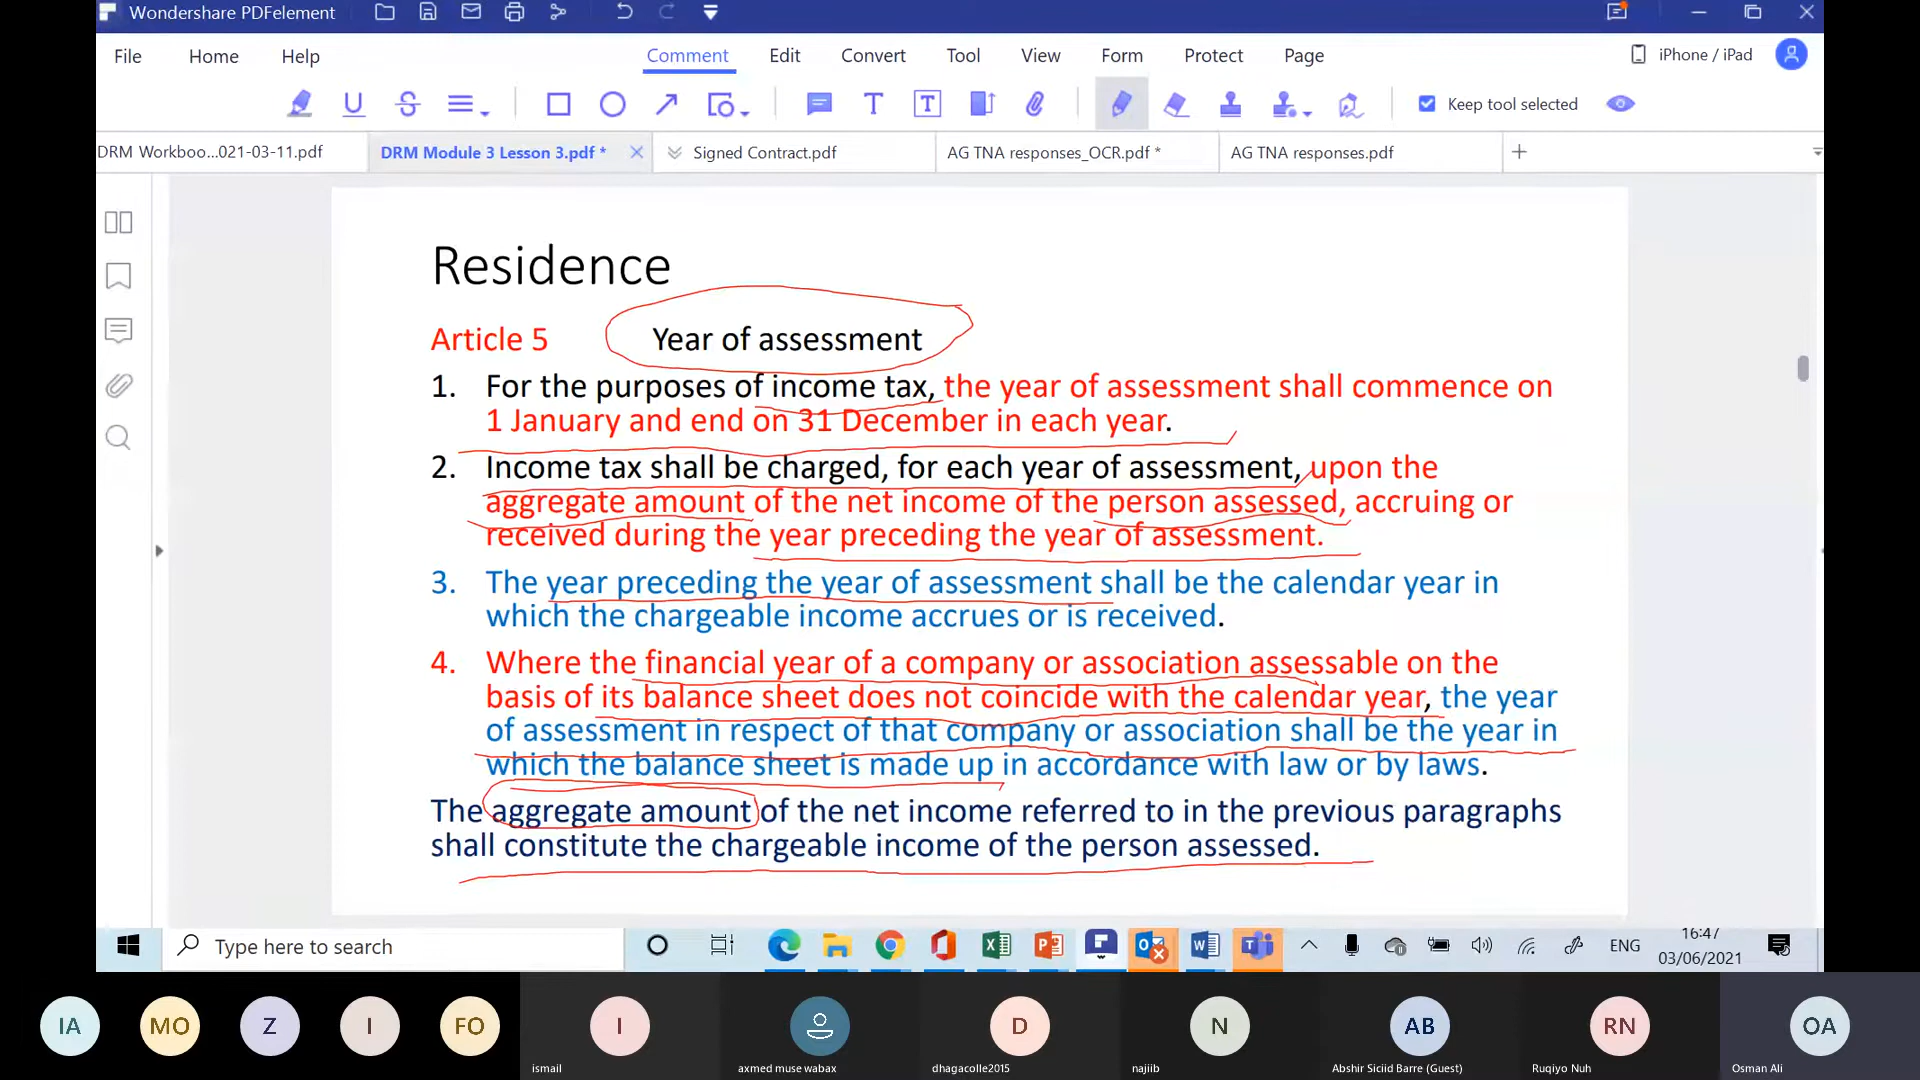 Wondershare PDFelement
File Home Help Comment Edit Convert Tool View Form Protect Page iPhone / iPad
T T Keep tool selected
DRM Workboo...021-03-11.pdf DRM Module 3 Lesson 3.pdf * Signed Contract.pdf AG TNA responses_OCR.pdf * AG TNA responses.pdf
Residence
Article 5 Year of assessment
1. For the purposes of income tax, the year of assessment shall commence on
1 January and end on 31 December in each year.
2. Income tax shall be charged, for each year of assessment, upon the
aggregate amount of the net income of the person assessed, accruing or
received during the year preceding the year of assessment.
3. The year preceding the year of assessment shall be the calendar year in
which the chargeable income accrues or is received.
4. Where the financial year of a company or association assessable on the
basis of its balance sheet does not coincide with the calendar year, the year
of assessment in respect of that company or association shall be the year in
which the balance sheet is made up in accordance with law or by laws.
The aggregate amount of the net income referred to in the previous paragraphs
shall constitute the chargeable income of the person assessed.
Type here to search ENG 16:47
03/06/2021
IA MO Z I FO I D N AB RN OA
ismail axmed muse wabax dhagacolle2015 najiib Abshir Siciid Barre (Guest) Ruqiyo Nuh Osman Ali